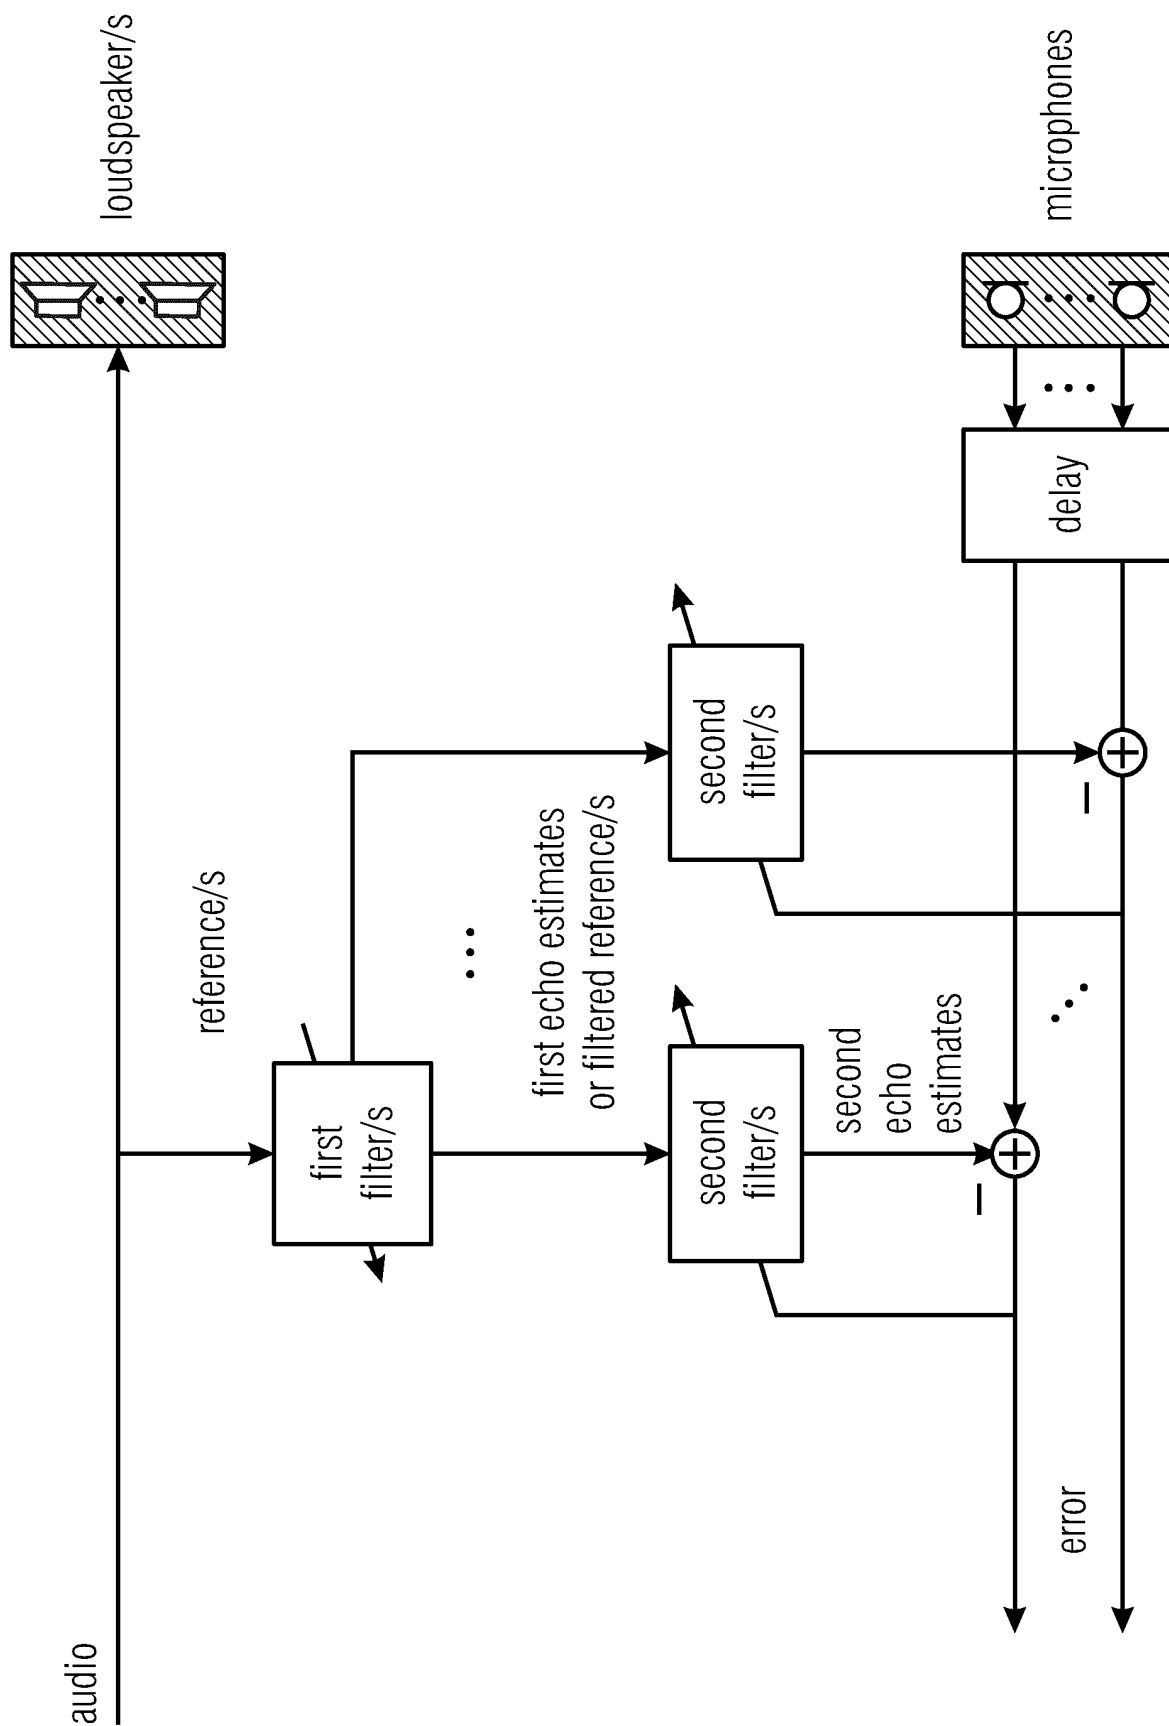 audio
loudspeaker/s
reference/s
first
filter/s
first echo estimates
or filtered reference/s
second
filter/s
second
filter/s
second
echo
estimates
delay
microphones
error